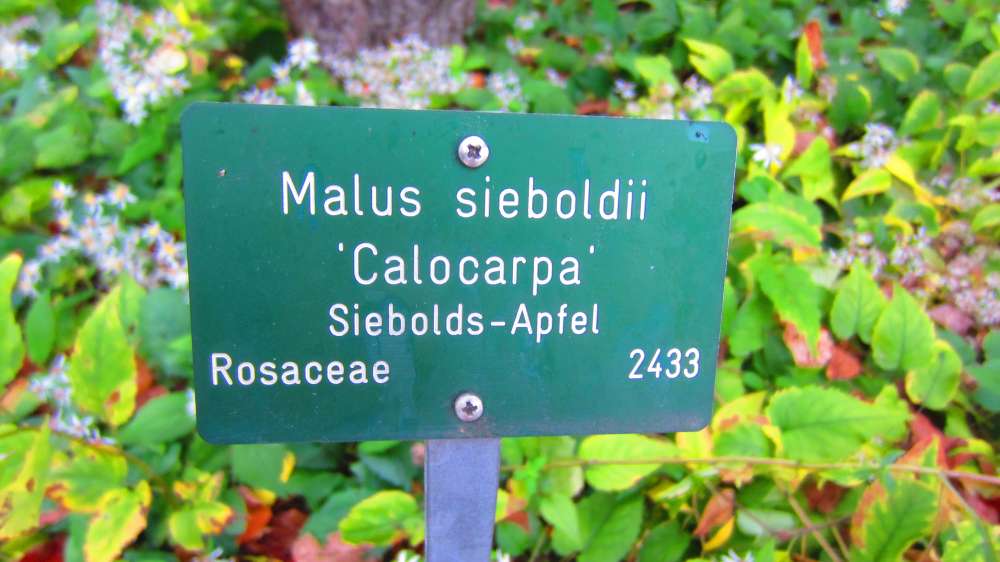 Malus sieboldii
'Calocarpa'
Siebolds-Apfel
Rosaceae 2433